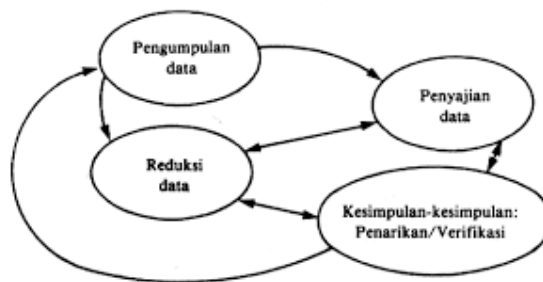 Pengumpulan
data
Penyajian
data
Reduksi
data
Kesimpulan-kesimpulan:
Penarikan/Verifikasi